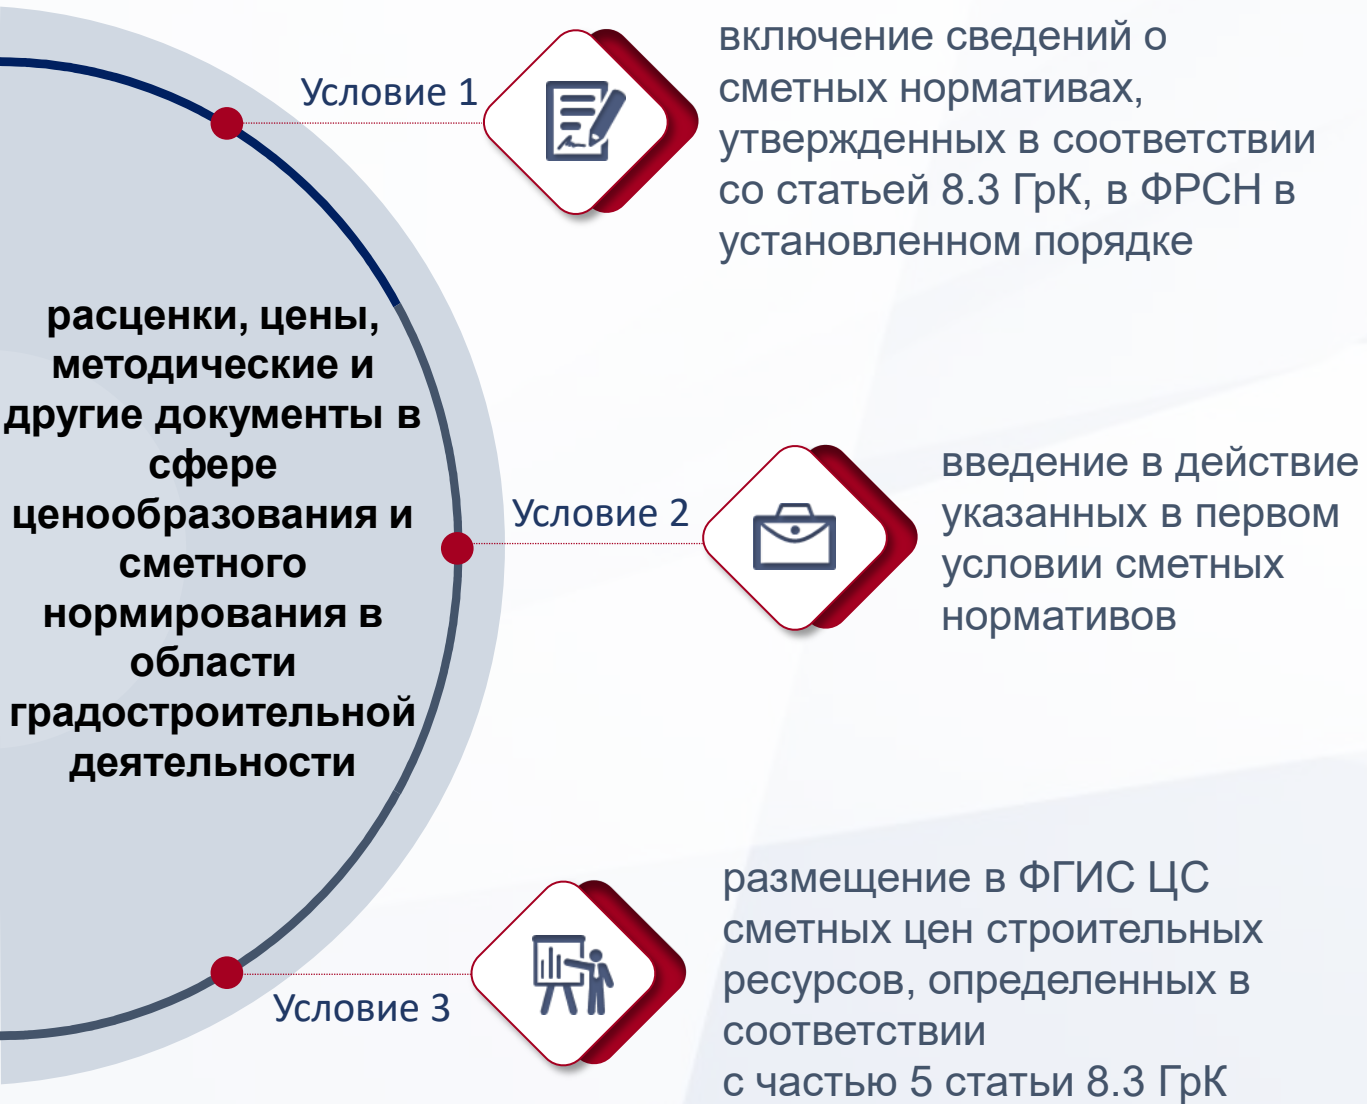 расценки, цены,
методические и
другие документы в
сфере
ценообразования и
сметного
нормирования в
области
градостроительной
деятельности
Условие 1
включение сведений о
сметных нормативах,
утвержденных в соответствии
со статьей 8.3 ГрК, в ФРСН в
установленном порядке
Условие 2
введение в действие
указанных в первом
условии сметных
нормативов
Условие 3
размещение в ФГИС ЦС
сметных цен строительных
ресурсов, определенных в
соответствии
с частью 5 статьи 8.3 ГрК